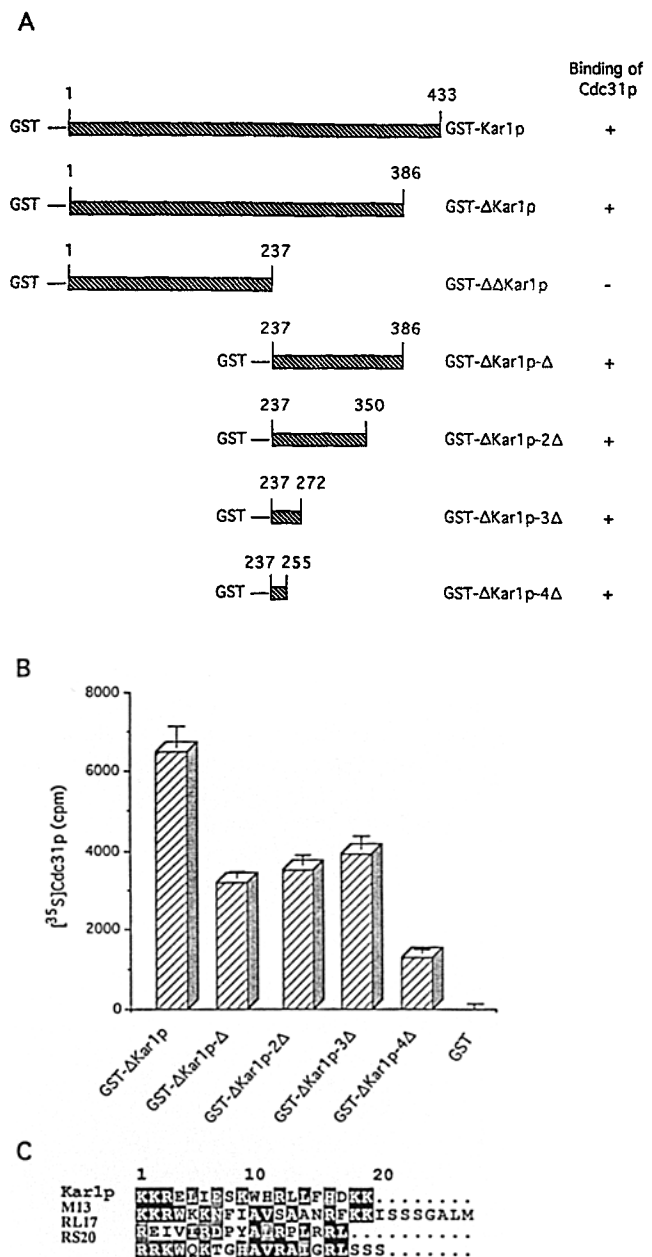 A
Binding of
Cdc31p
1 433
GST GST-Kar1p +
1 386
GST GST-ΔKar1p +
1 237
GST GST-ΔΔKar1p -
237 386
GST GST-ΔKar1p-Δ +
237 350
GST GST-ΔKar1p-2Δ +
237 272
GST GST-ΔKar1p-3Δ +
237 255
GST GST-ΔKar1p-4Δ +
B
8000
6000
4000
2000
0
[35S]Cdc31p (cpm)
GST-ΔKar1p
GST-ΔKar1p-Δ
GST-ΔKar1p-2Δ
GST-ΔKar1p-3Δ
GST-ΔKar1p-4Δ
GST
C
1 10 20
Kar1p KKRELIESKWHRLLFHDKK........
M13 KKRWKKNFIAVSAANRFKKISSSGALM
RL17 REIVIRDPYALRPLRRL..........
RS20 RRKWQKTGHAVRAIGRLSSS.......